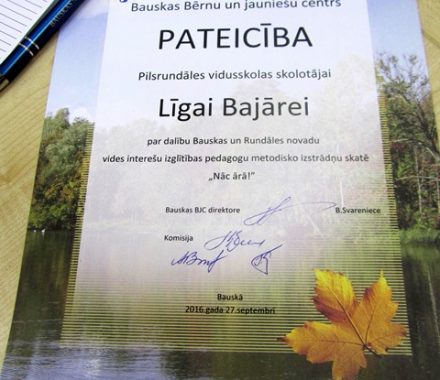 Bauskas Bērnu un jauniešu centrs
PATEICĪBA
Pilsrundāles vidusskolas skolotājai
Līgai Bajārei
par dalību Bauskas un Rundāles novadu
vides interešu izglītības pedagogu metodisko izstrādņu skatē
„Nāc ārā!”
Bauskas BJC direktore B.Svareniece
Komisija
Bauskā
2016.gada 27.septembrī